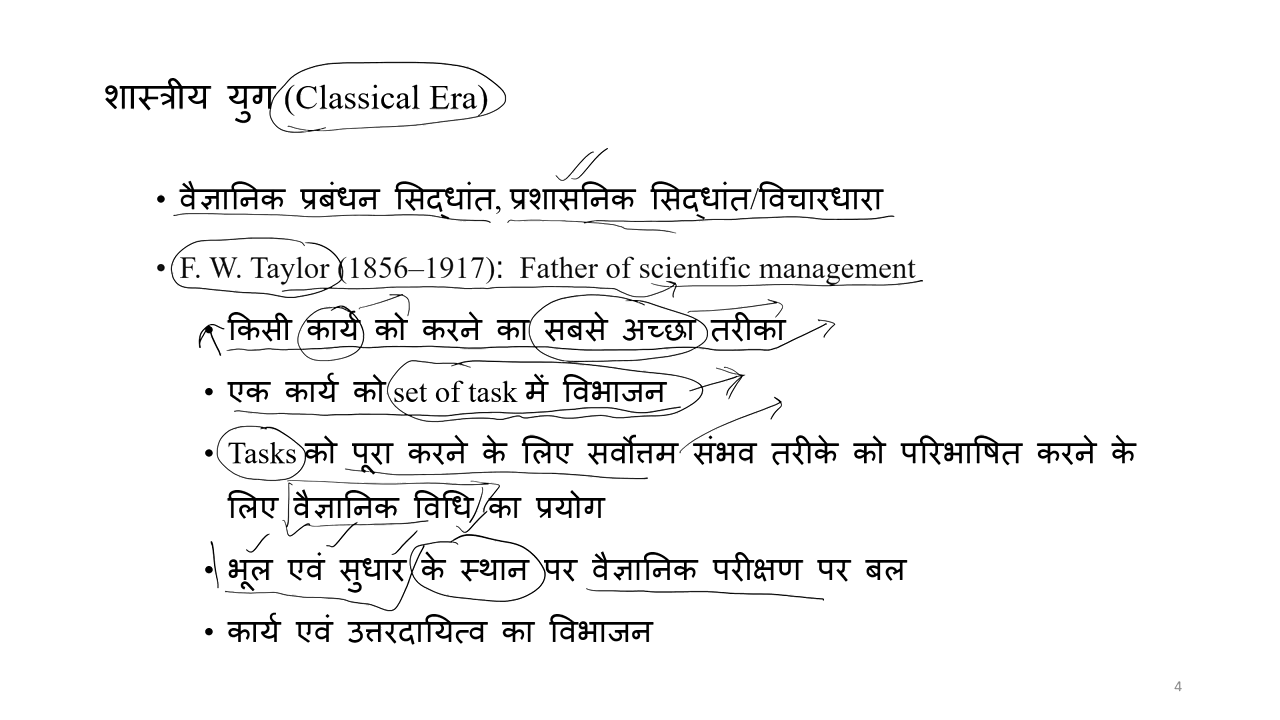 शास्त्रीय युग (Classical Era)
• वैज्ञानिक प्रबंधन सिद्धांत, प्रशासनिक सिद्धांत/विचारधारा
• F. W. Taylor (1856–1917): Father of scientific management
• किसी कार्य को करने का सबसे अच्छा तरीका
• एक कार्य को set of task में विभाजन
• Tasks को पूरा करने के लिए सर्वोत्तम संभव तरीके को परिभाषित करने के
लिए वैज्ञानिक विधि का प्रयोग
• भूल एवं सुधार के स्थान पर वैज्ञानिक परीक्षण पर बल
• कार्य एवं उत्तरदायित्व का विभाजन
4